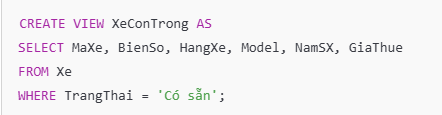 CREATE VIEW XeConTrong AS
SELECT MaXe, BienSo, HangXe, Model, NamSX, GiaThue
FROM Xe
WHERE TrangThai = 'Có sẵn';